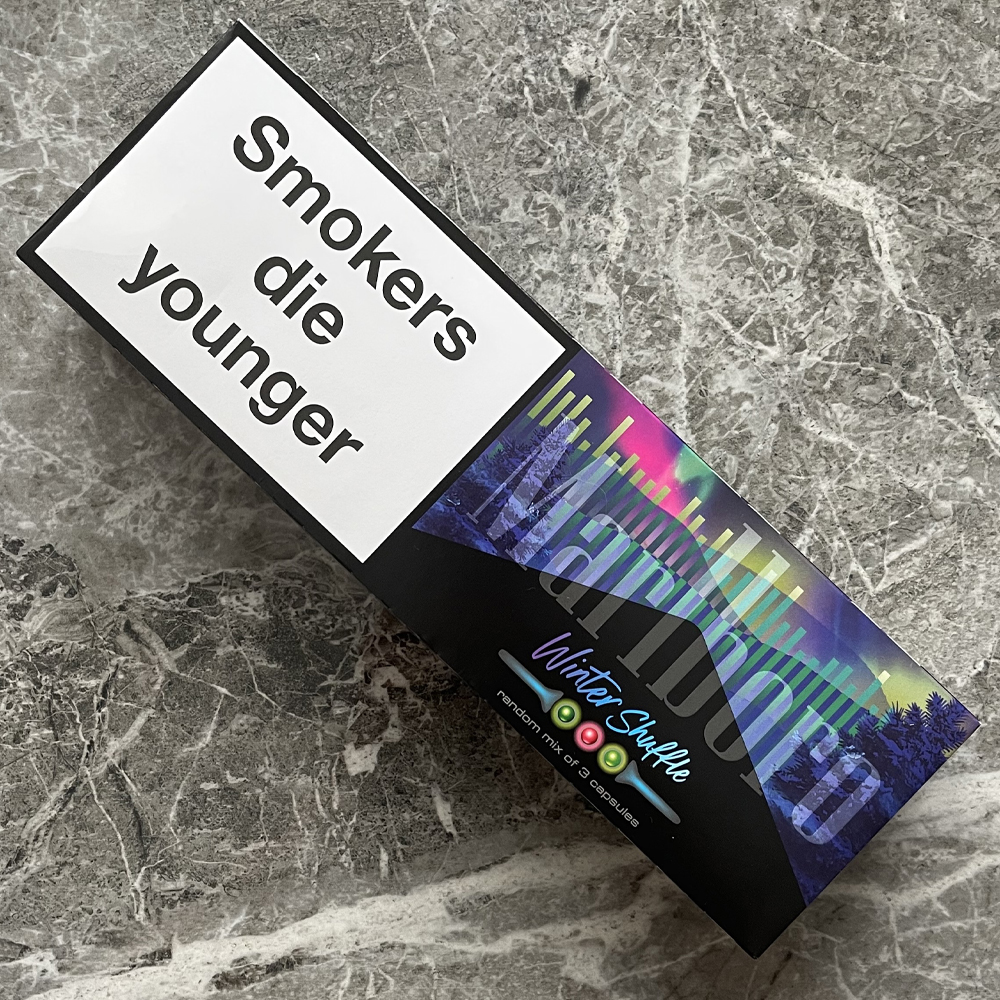 Smokers
die
younger
Marlboro
Winter Shuffle
random mix of 3 capsules